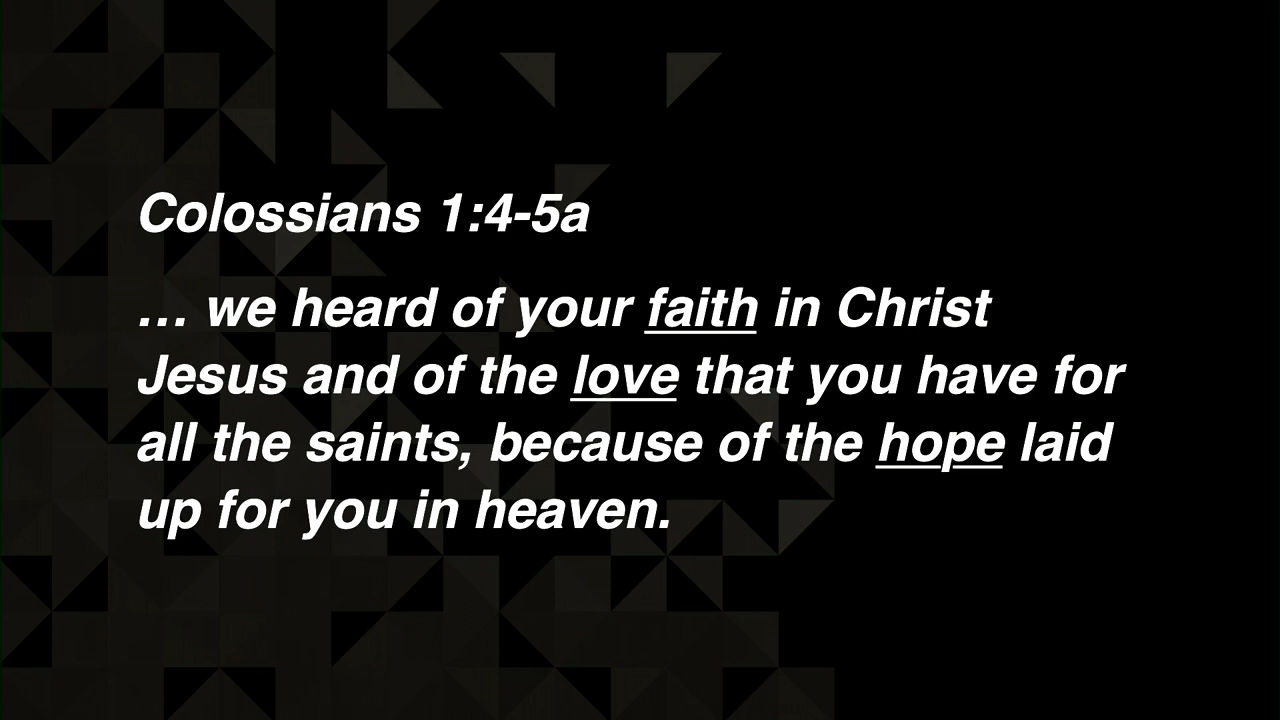 Colossians 1:4-5a
… we heard of your faith in Christ
Jesus and of the love that you have for
all the saints, because of the hope laid
up for you in heaven.